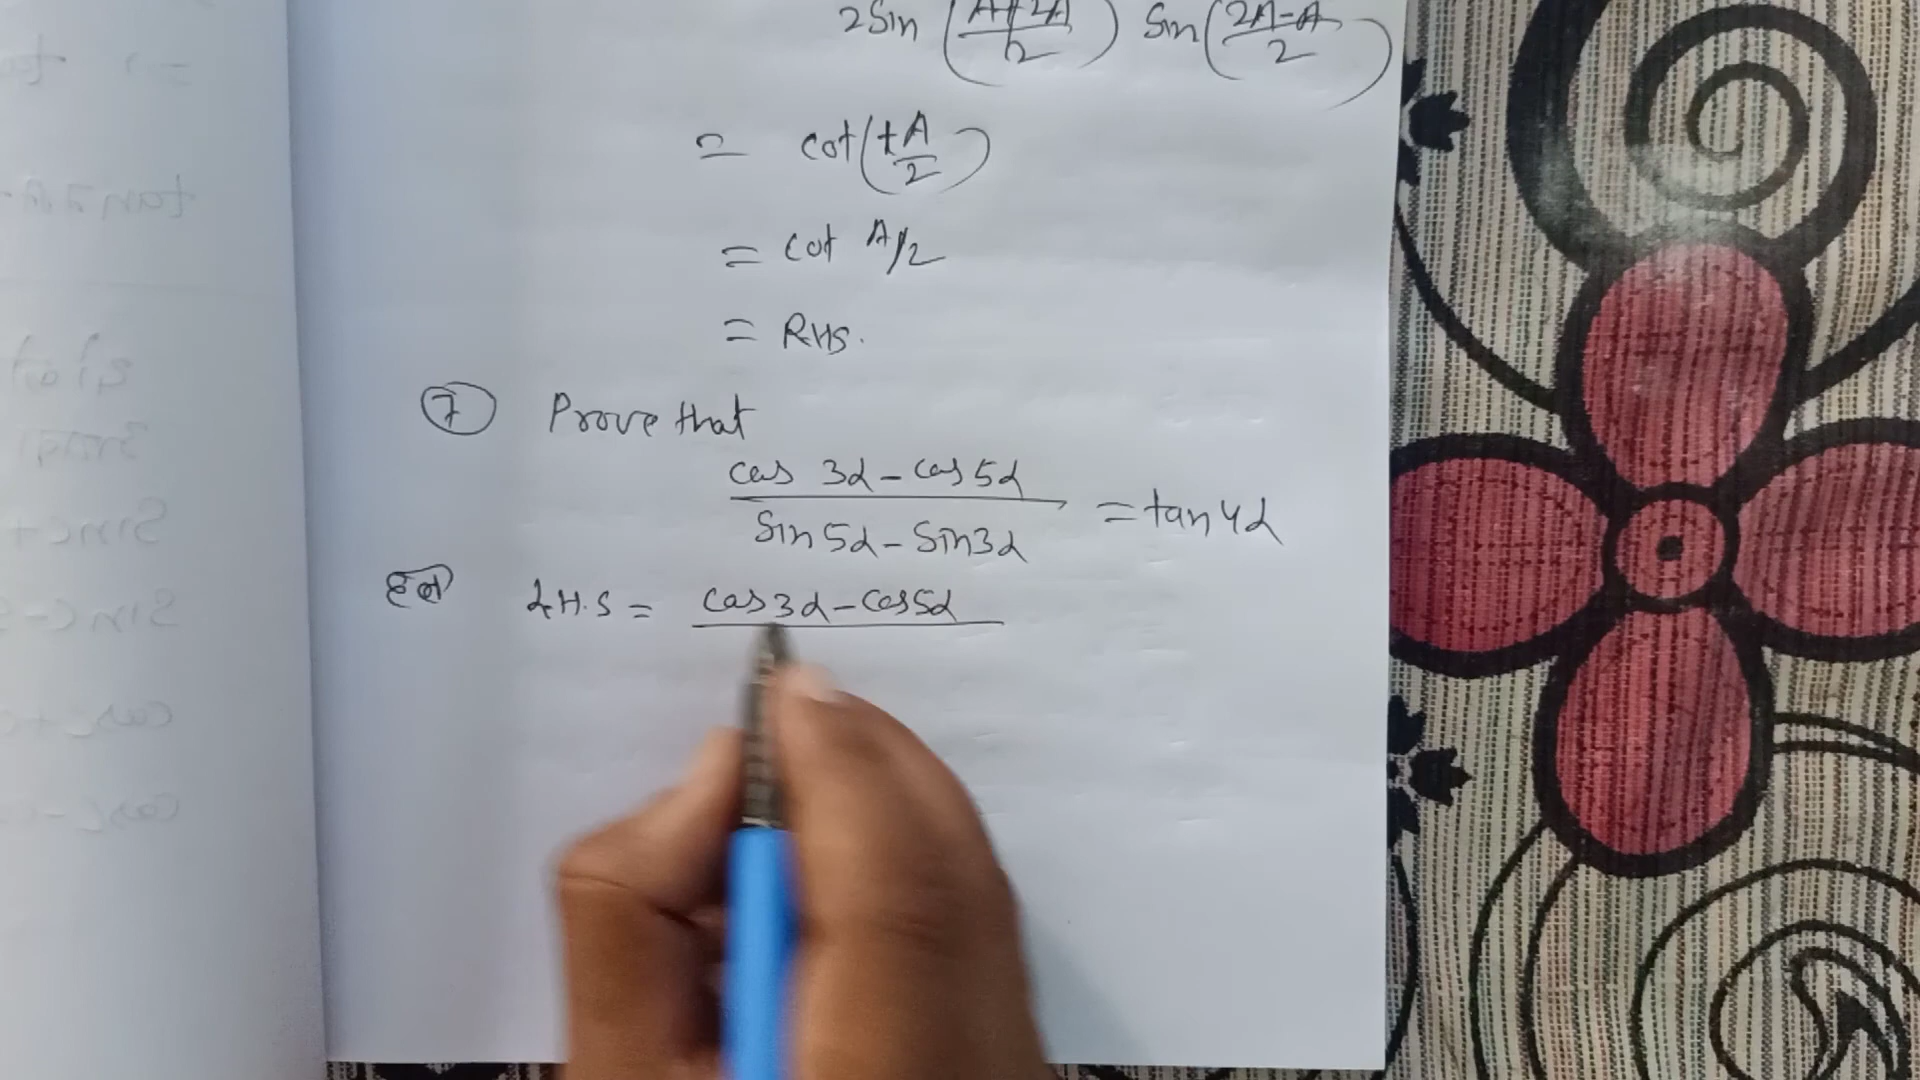 2Sin (A+2A/2) Sin(2A-A/2)
= cot(+A/2)
= cot A/2
= RHS.
7 Prove that
cos 3α - cos 5α / Sin 5α - Sin 3α = tan 4α
हल L.H.S = cos 3α - cos 5α